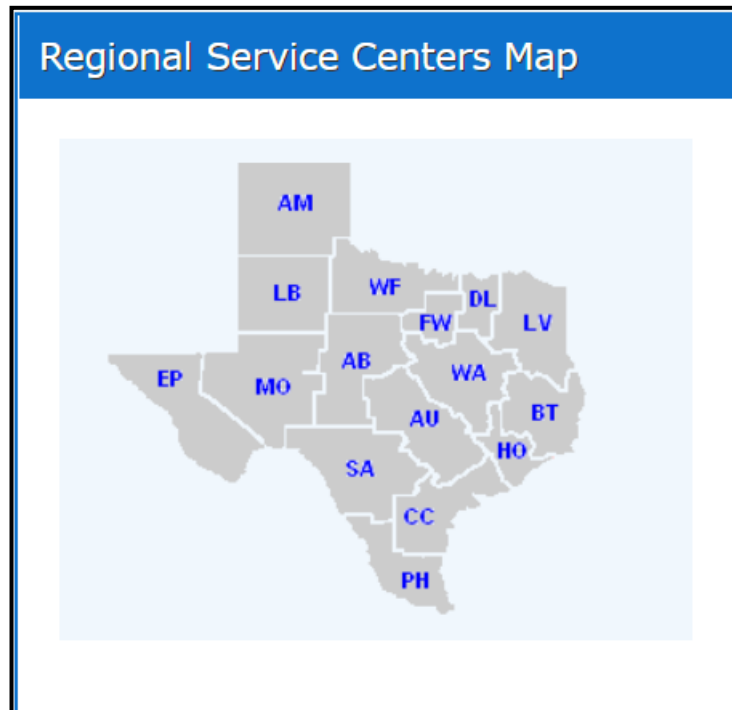 Regional Service Centers Map
AM
LB
WF
DL
FW
LV
EP
MO
AB
WA
AU
BT
HO
SA
CC
PH